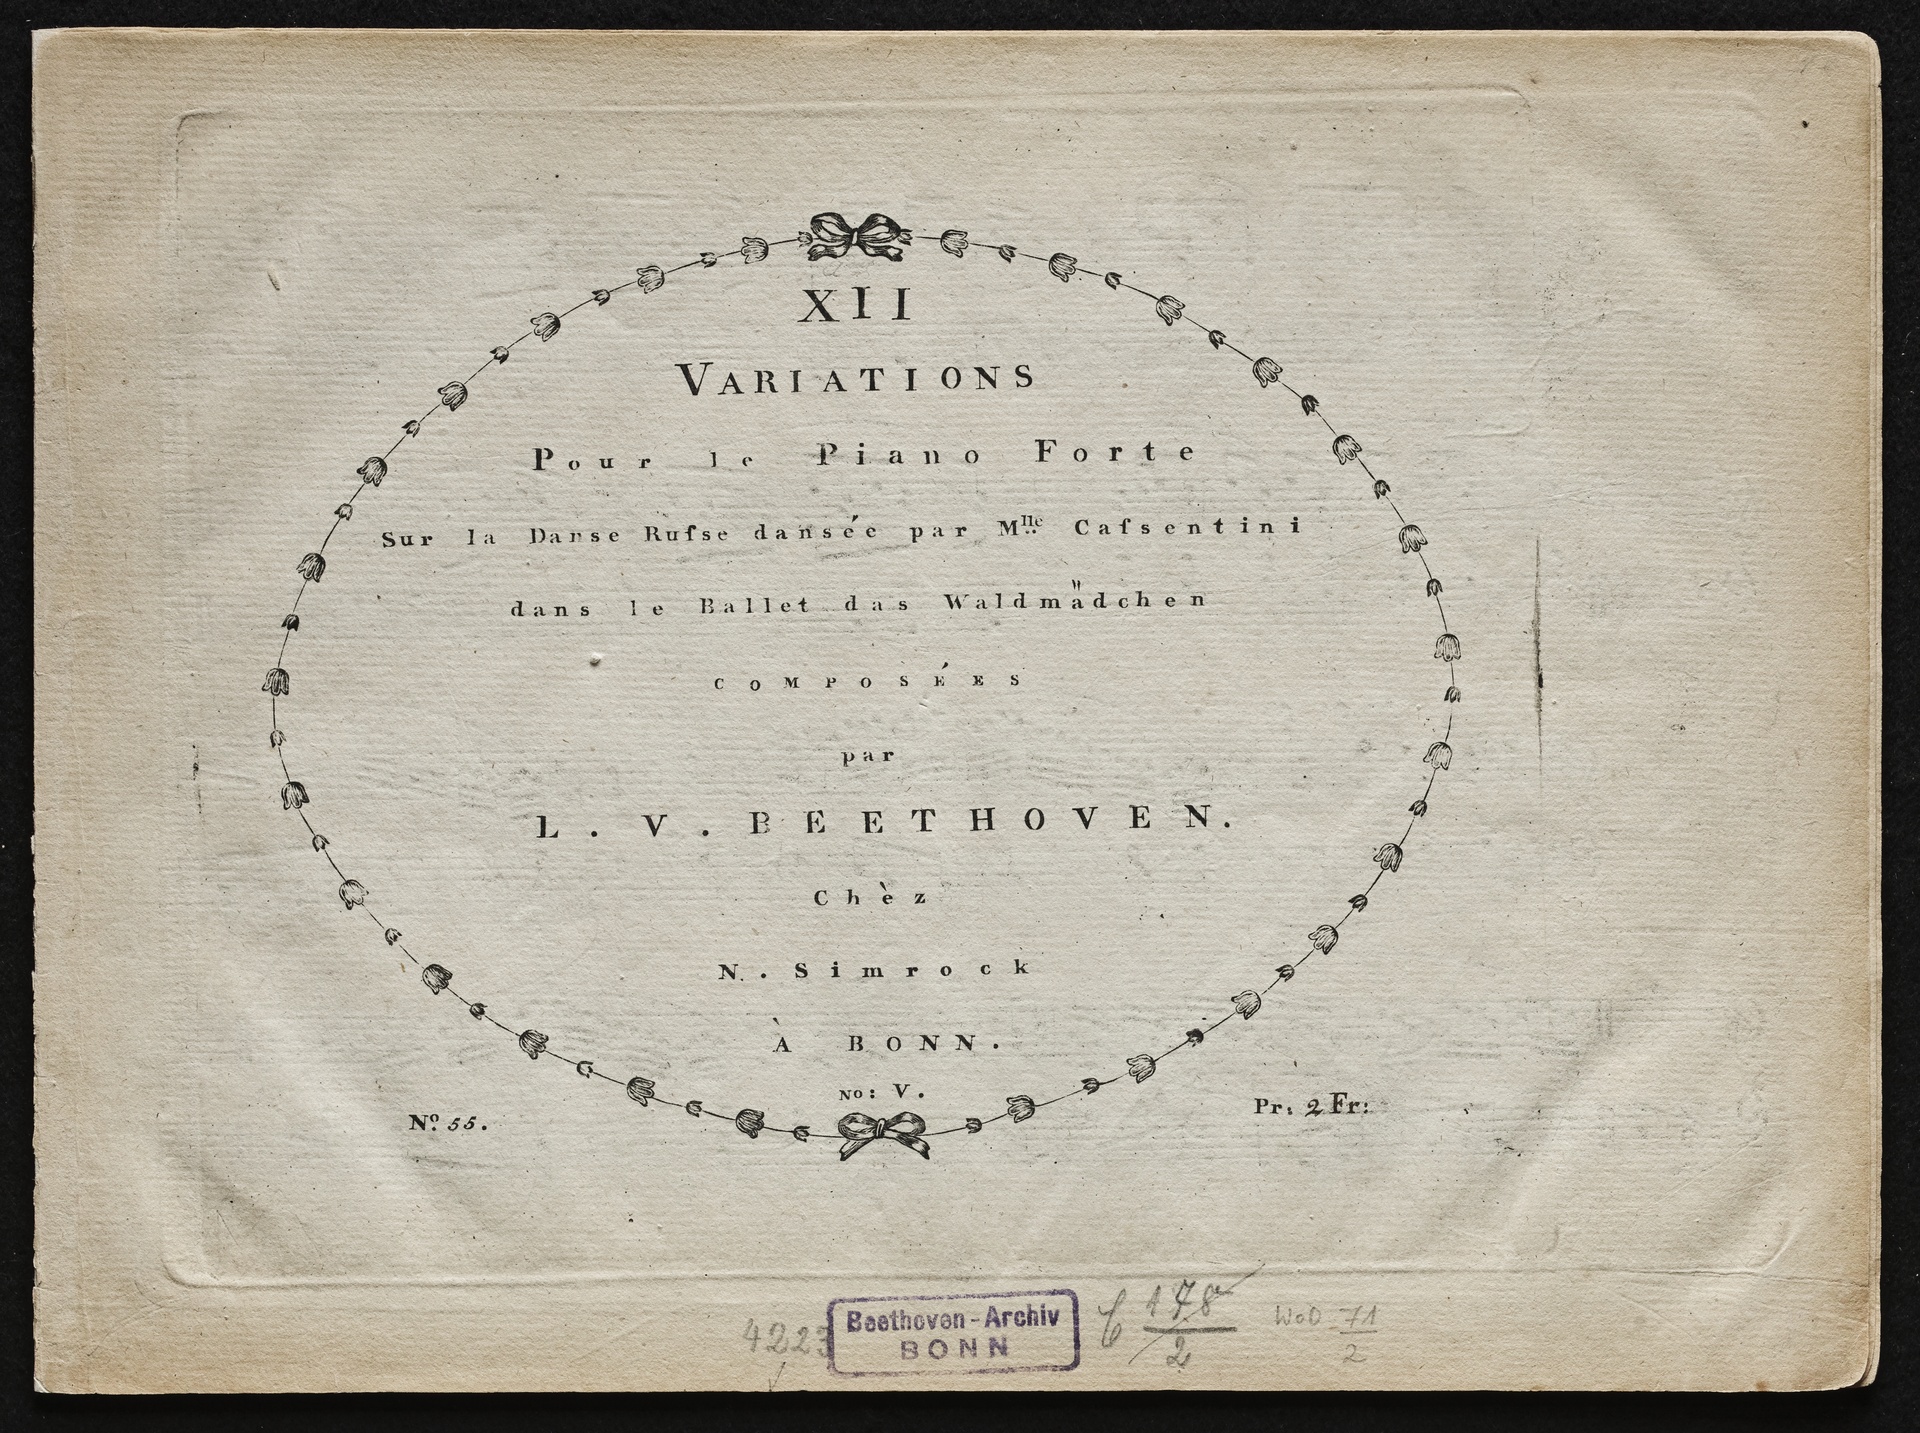 XII
VARIATIONS
Pour le Piano Forte
Sur la Danse Ruſse dansée par Mlle Caſsentini
dans le Ballet das Waldmädchen
COMPOSÉES
par
L. V. BEETHOVEN.
Chèz
N. Simrock
À BONN.
No: V.
No. 55.
Pr: 2 Fr:
4223
Beethoven-Archiv
BONN
C 178/2
WoO 71/2